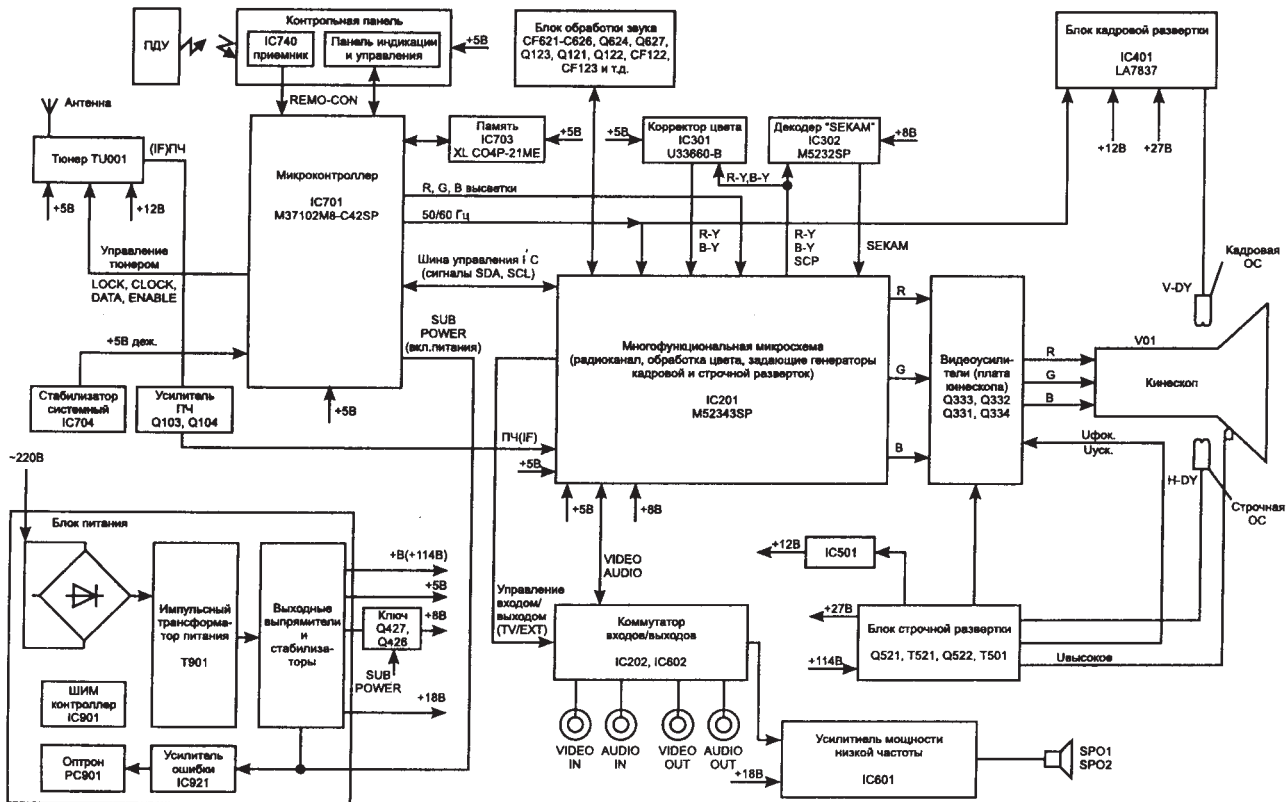 ПДУ
Контрольная панель
IC740
приемник
Панель индикации
и управления
+5В
REMO-CON
Блок обработки звука
CF621-C626, Q624, Q627,
Q123, Q121, Q122, CF122,
CF123 и т.д.
Блок кадровой развертки
IC401
LA7837
+12В
+27В
Антенна
Тюнер TU001
(IF)ПЧ
+5В
+12В
Микроконтроллер
IC701
M37102M8-C42SP
Память
IC703
XL CO4P-21ME
+5В
+5В
Корректор цвета
IC301
U33660-B
Декодер "SEKAM"
IC302
M5232SP
+8В
R-Y,B-Y
R, G, B высветки
50/60 Гц
R-Y
B-Y
R-Y
B-Y
SCP
SEKAM
Управление
тюнером
LOCK, CLOCK,
DATA, ENABLE
Шина управления I´C
(сигналы SDA, SCL)
SUB
POWER
(вкл.питания)
+5В деж.
Стабилизатор
системный
IC704
Усилитель
ПЧ
Q103, Q104
+5В
ПЧ(IF)
Многофункциональная микросхема
(радиоканал, обработка цвета, задающие генераторы
кадровой и строчной разверток)
IC201
M52343SP
+5В
+5В
+8В
R
G
B
Видеоусили-
тели (плата
кинескопа)
Q333, Q332
Q331, Q334
R
G
B
V01
Кинескоп
V-DY
Кадровая
ОС
Uфок.
Uуск.
H-DY
Строчная
ОС
~220В
Блок питания
Импульсный
трансформа-
тор питания
T901
Выходные
выпрямители
и
стабилиза-
торы
+B(+114В)
+5В
Ключ
Q427,
Q426
+8В
SUB
POWER
+18В
ШИМ
контроллер
IC901
Оптрон
PC901
Усилитель
ошибки
IC921
VIDEO
AUDIO
Управление
входом/
выходом
(TV/EXT)
Коммутатор
входов/выходов
IC202, IC602
VIDEO
IN
AUDIO
IN
VIDEO
OUT
AUDIO
OUT
+12В
IC501
+27В
+114В
Блок строчной развертки
Q521, T521, Q522, T501
Uвысокое
+18В
Усилитиель мощности
низкой частоты
IC601
SPO1
SPO2